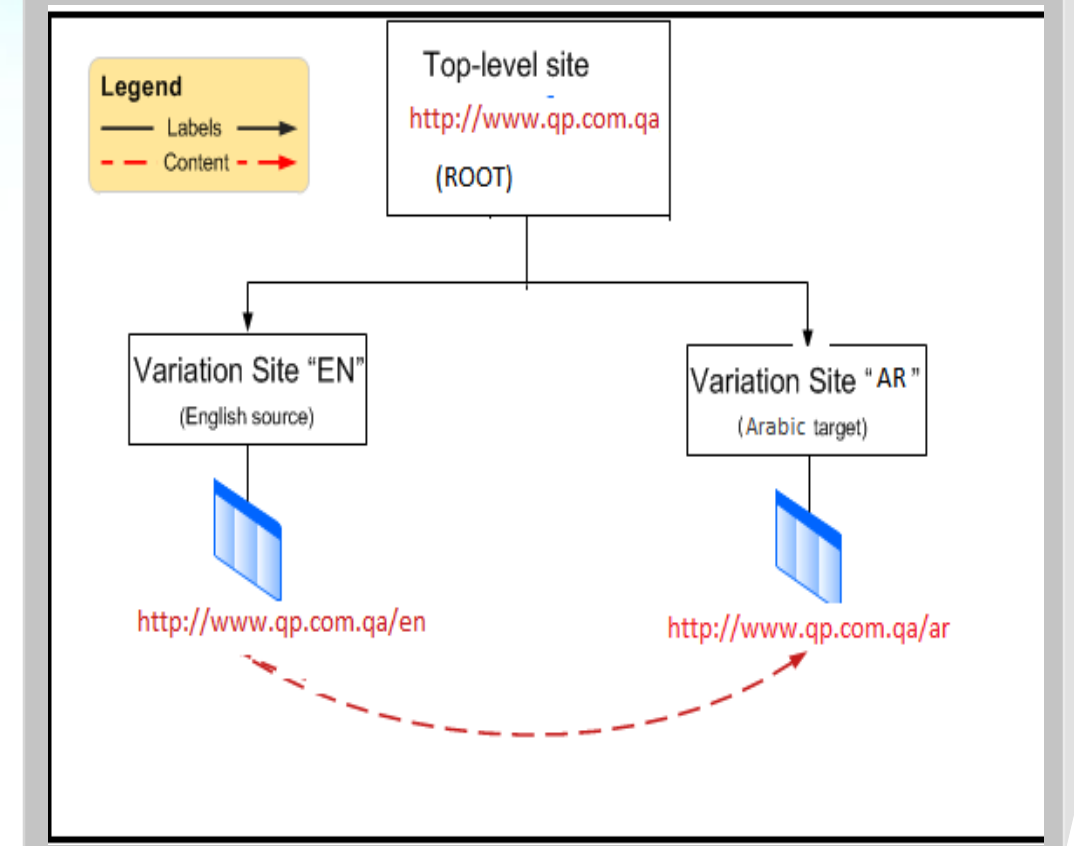 Legend
Labels
Content
Top-level site
http://www.qp.com.qa
(ROOT)
Variation Site “EN”
(English source)
Variation Site “AR”
(Arabic target)
http://www.qp.com.qa/en
http://www.qp.com.qa/ar